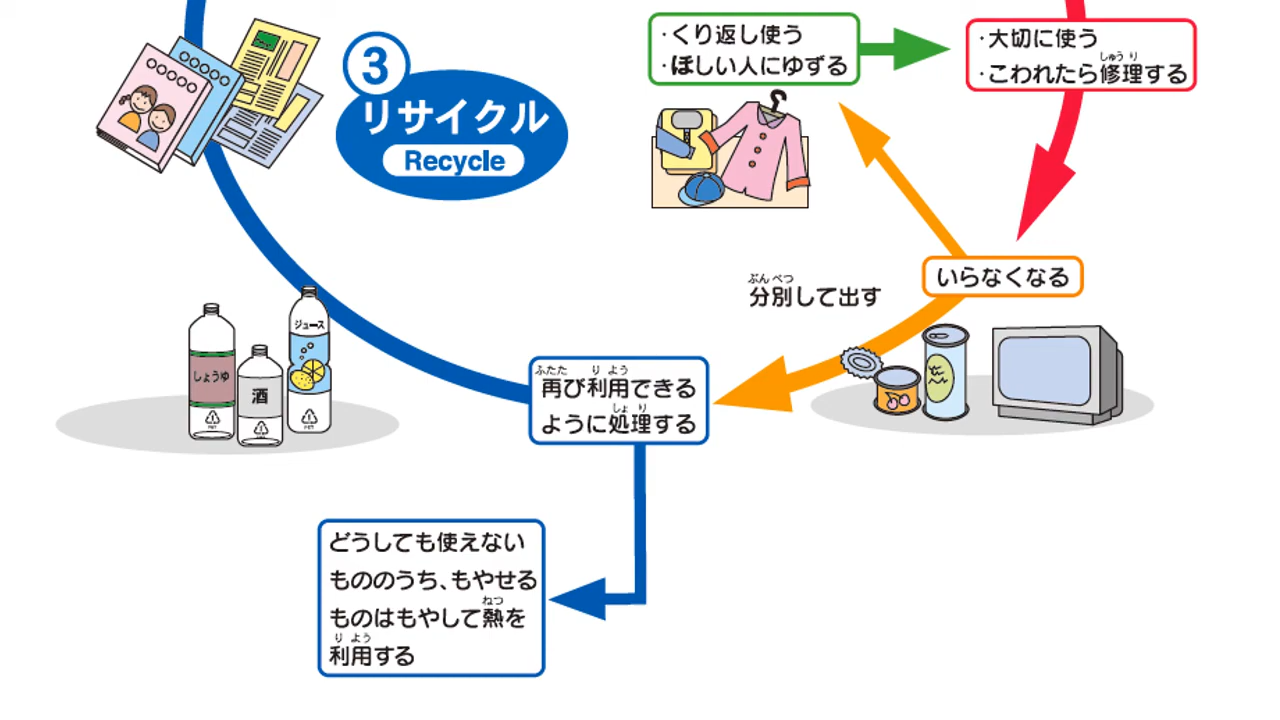 ・くり返し使う
・ほしい人にゆずる
・大切に使う
・こわれたら修理する
しゅう り
3
リサイクル
Recycle
いらなくなる
ぶん べつ
分別して出す
ジュース
しょうゆ
酒
ふたた り よう
再び利用できる
しょ り
ように処理する
どうしても使えない
もののうち、もやせる
ねつ
ものはもやして熱を
り よう
利用する